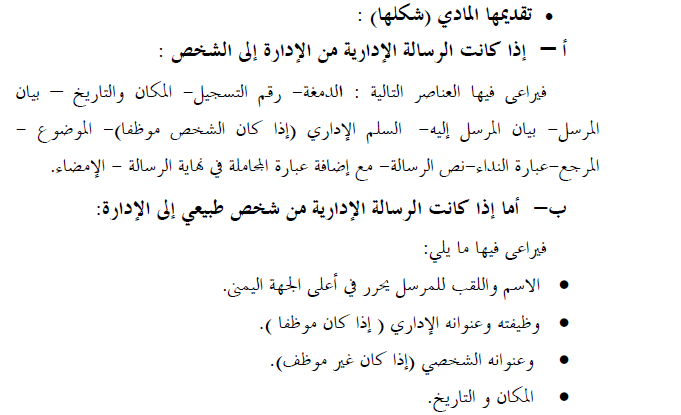 • تقديمها المادي (شكلها) :
أ – إذا كانت الرسالة الإدارية من الإدارة إلى الشخص :
فيراعى فيها العناصر التالية : الدمغة- رقم التسجيل- المكان والتاريخ – بيان
المرسل- بيان المرسل إليه- السلم الإداري (إذا كان الشخص موظفا)- الموضوع -
المرجع-عبارة النداء-نص الرسالة- مع إضافة عبارة المجاملة في نهاية الرسالة - الإمضاء.
ب- أما إذا كانت الرسالة الإدارية من شخص طبيعي إلى الإدارة:
فيراعى فيها ما يلي:
• الاسم واللقب للمرسل يحرر في أعلى الجهة اليمنى.
• وظيفته وعنوانه الإداري ( إذا كان موظفا ).
• وعنوانه الشخصي (إذا كان غير موظف).
• المكان و التاريخ.